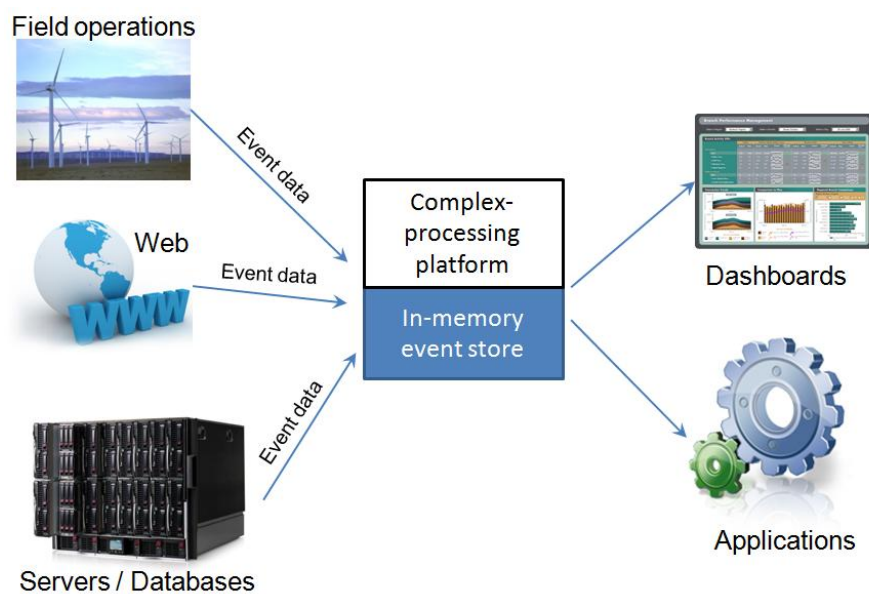 Field operations
Event data
Web
Event data
WWW
Event data
Servers / Databases
Complex-
processing
platform
In-memory
event store
Dashboards
Applications